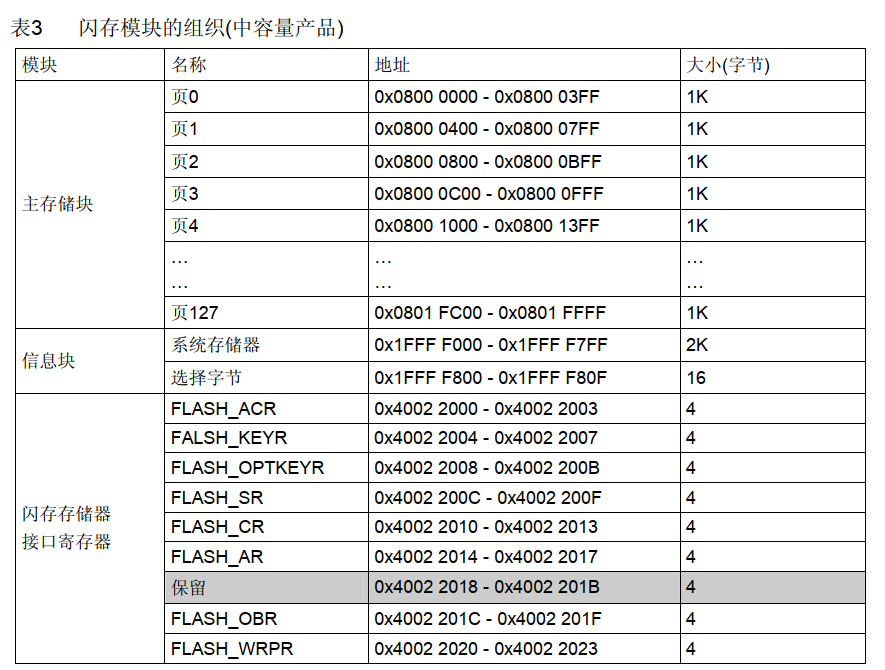 表3 闪存模块的组织(中容量产品)
模块 名称 地址 大小(字节)
主存储块
页0 0x0800 0000 - 0x0800 03FF 1K
页1 0x0800 0400 - 0x0800 07FF 1K
页2 0x0800 0800 - 0x0800 0BFF 1K
页3 0x0800 0C00 - 0x0800 0FFF 1K
页4 0x0800 1000 - 0x0800 13FF 1K
… … …
… … …
页127 0x0801 FC00 - 0x0801 FFFF 1K
信息块
系统存储器 0x1FFF F000 - 0x1FFF F7FF 2K
选择字节 0x1FFF F800 - 0x1FFF F80F 16
闪存存储器
接口寄存器
FLASH_ACR 0x4002 2000 - 0x4002 2003 4
FALSH_KEYR 0x4002 2004 - 0x4002 2007 4
FLASH_OPTKEYR 0x4002 2008 - 0x4002 200B 4
FLASH_SR 0x4002 200C - 0x4002 200F 4
FLASH_CR 0x4002 2010 - 0x4002 2013 4
FLASH_AR 0x4002 2014 - 0x4002 2017 4
保留 0x4002 2018 - 0x4002 201B 4
FLASH_OBR 0x4002 201C - 0x4002 201F 4
FLASH_WRPR 0x4002 2020 - 0x4002 2023 4